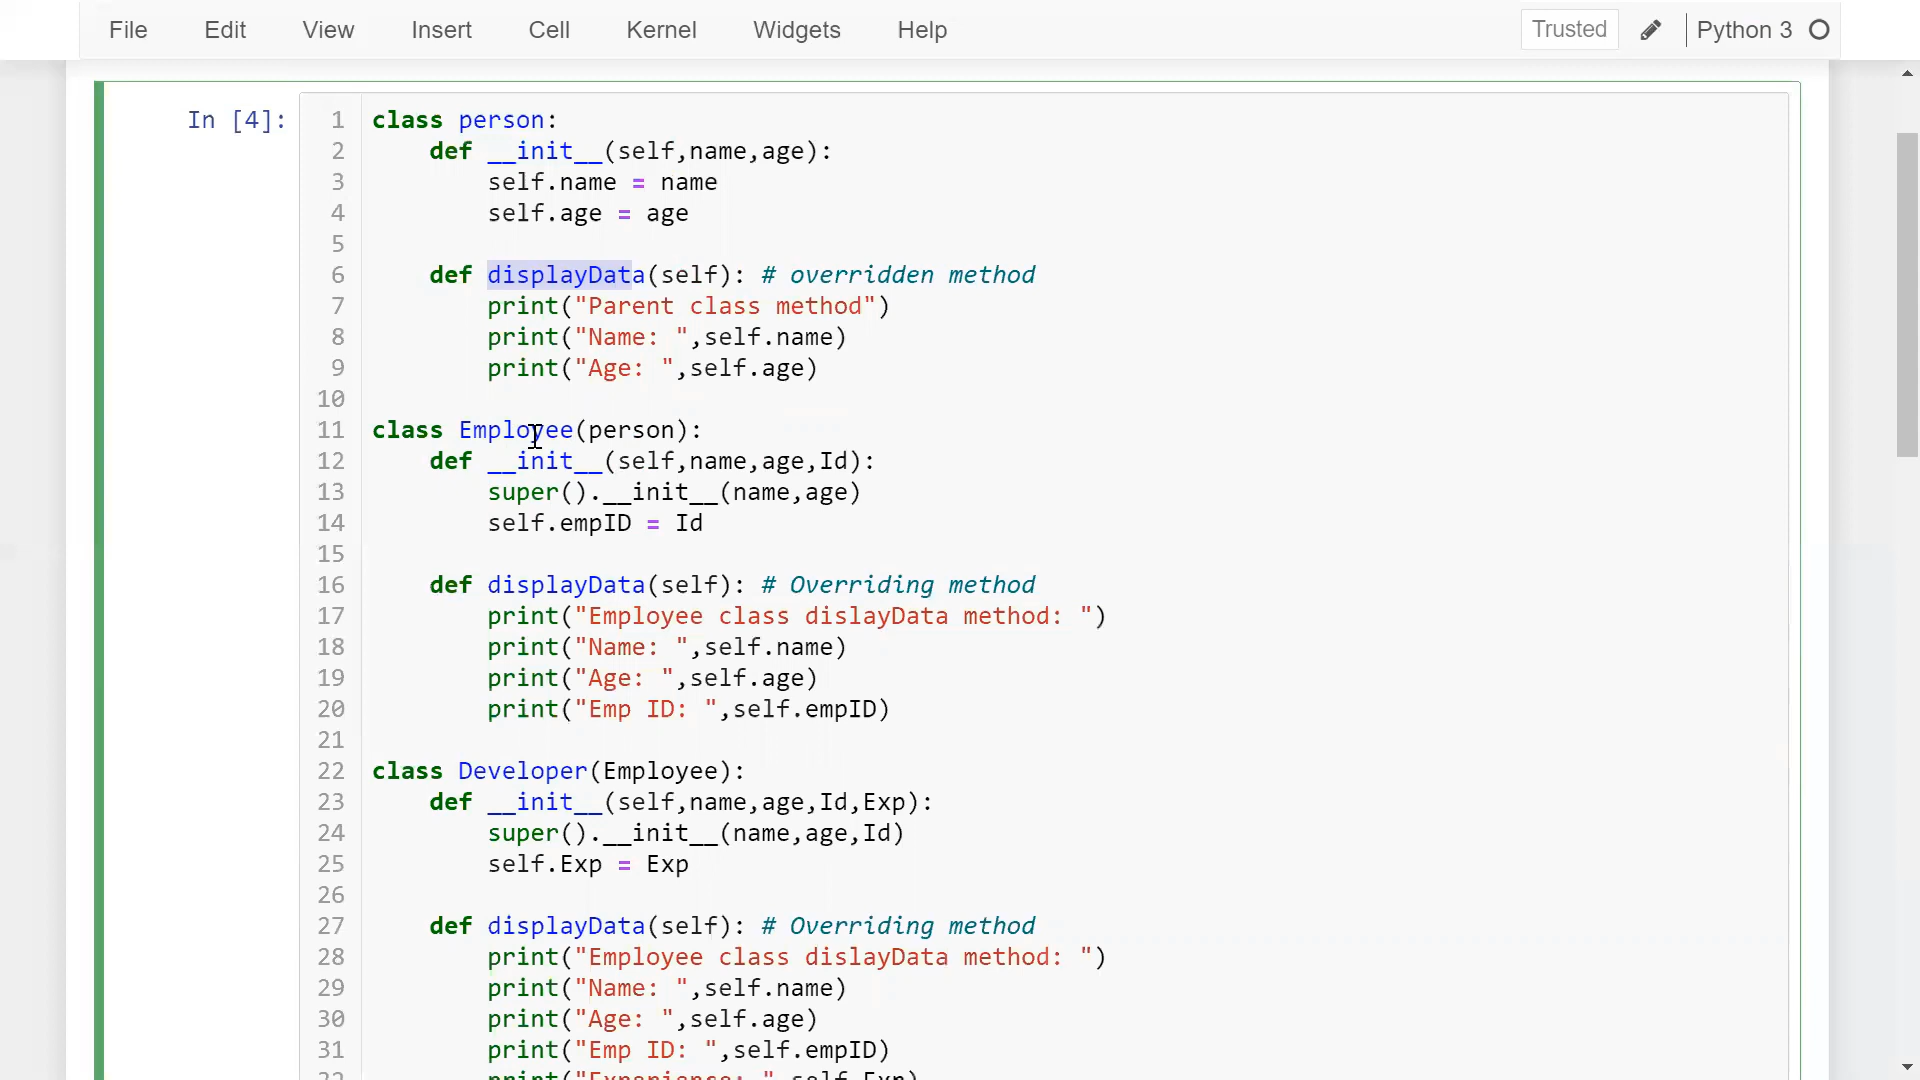 File Edit View Insert Cell Kernel Widgets Help Trusted Python 3
In [4]:
1 class person:
2     def __init__(self,name,age):
3         self.name = name
4         self.age = age
5
6     def displayData(self): # overridden method
7         print("Parent class method")
8         print("Name: ",self.name)
9         print("Age: ",self.age)
10
11 class Employee(person):
12     def __init__(self,name,age,Id):
13         super().__init__(name,age)
14         self.empID = Id
15
16     def displayData(self): # Overriding method
17         print("Employee class dislayData method: ")
18         print("Name: ",self.name)
19         print("Age: ",self.age)
20         print("Emp ID: ",self.empID)
21
22 class Developer(Employee):
23     def __init__(self,name,age,Id,Exp):
24         super().__init__(name,age,Id)
25         self.Exp = Exp
26
27     def displayData(self): # Overriding method
28         print("Employee class dislayData method: ")
29         print("Name: ",self.name)
30         print("Age: ",self.age)
31         print("Emp ID: ",self.empID)
32         print("Experience: ",self.Exp)